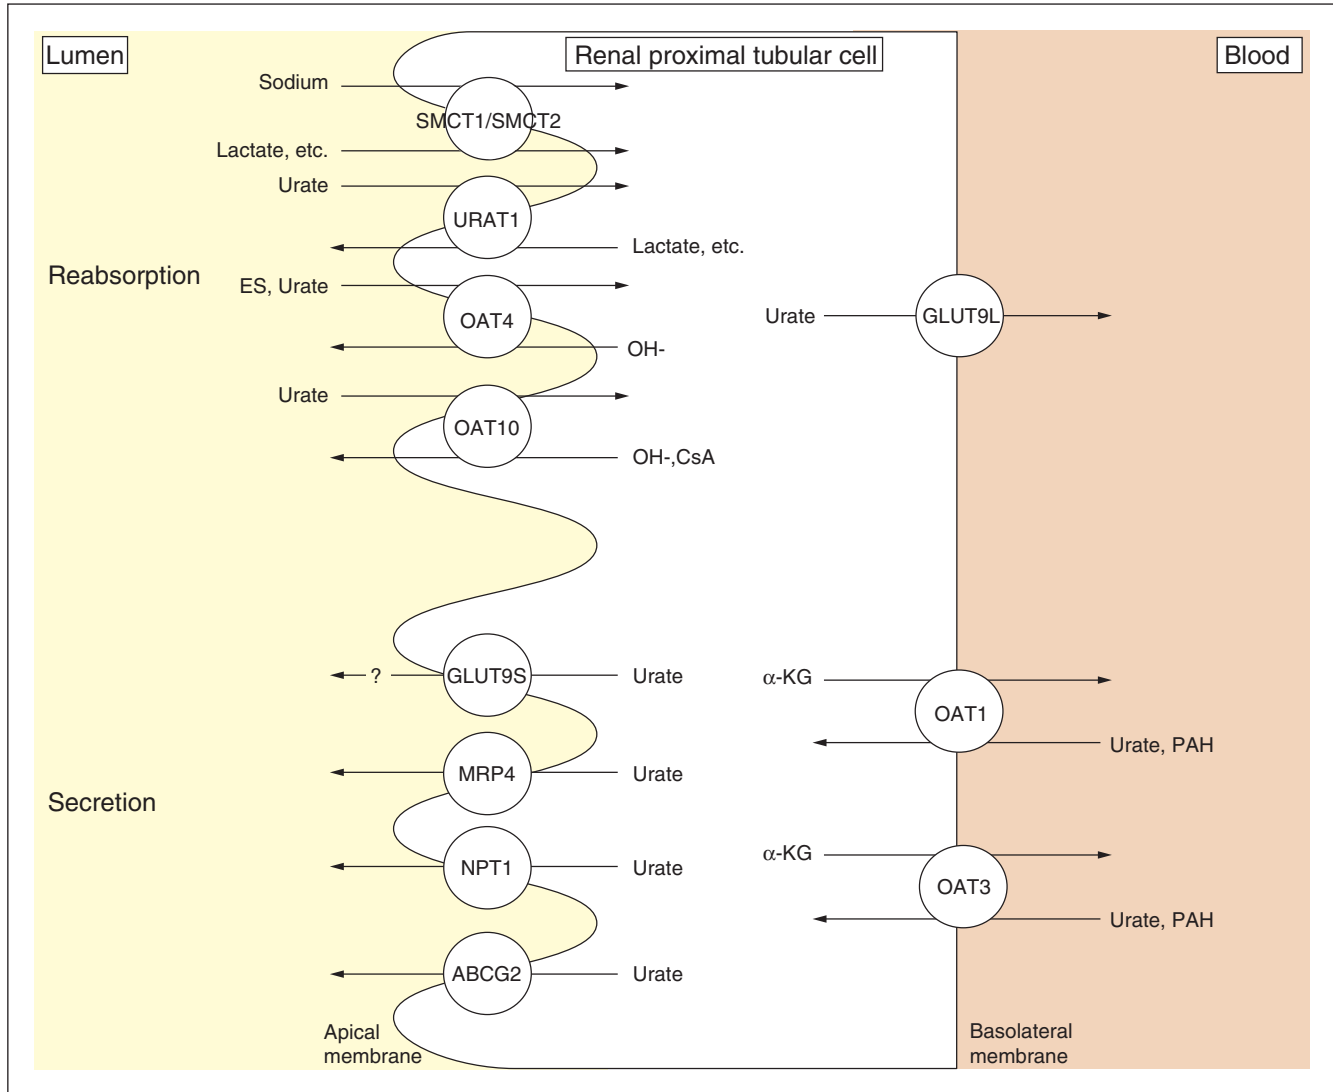 Lumen
Renal proximal tubular cell
Blood
Sodium
SMCT1/SMCT2
Lactate, etc.
Urate
URAT1
Lactate, etc.
Reabsorption
ES, Urate
OAT4
OH-
Urate
GLUT9L
Urate
OAT10
OH-,CsA
?
GLUT9S
Urate
α-KG
OAT1
Urate, PAH
MRP4
Urate
Secretion
NPT1
Urate
α-KG
OAT3
Urate, PAH
ABCG2
Urate
Apical
membrane
Basolateral
membrane